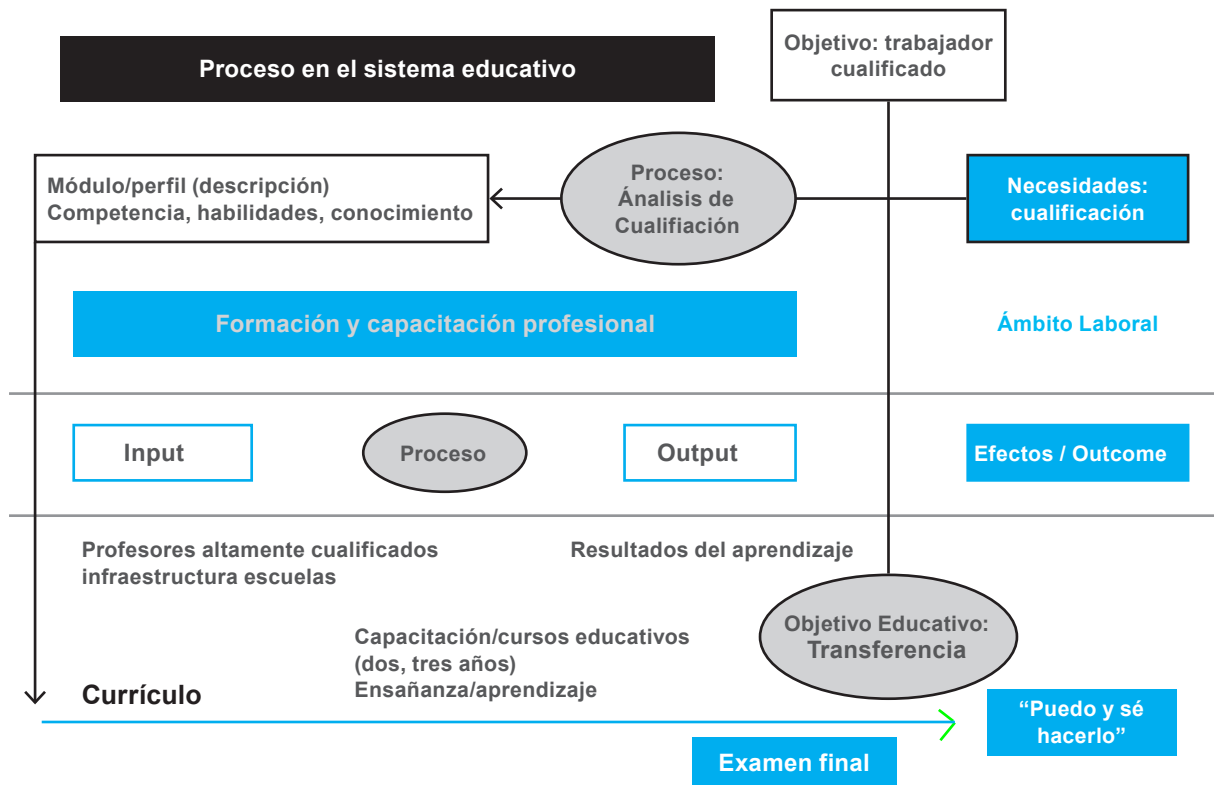 Proceso en el sistema educativo
Objetivo: trabajador
cualificado
Módulo/perfil (descripción)
Competencia, habilidades, conocimiento
Proceso:
Ánalisis de
Cualifiación
Necesidades:
cualificación
Formación y capacitación profesional
Ámbito Laboral
Input
Proceso
Output
Efectos / Outcome
Profesores altamente cualificados
infraestructura escuelas
Resultados del aprendizaje
Capacitación/cursos educativos
(dos, tres años)
Ensañanza/aprendizaje
Objetivo Educativo:
Transferencia
Currículo
“Puedo y sé
hacerlo”
Examen final